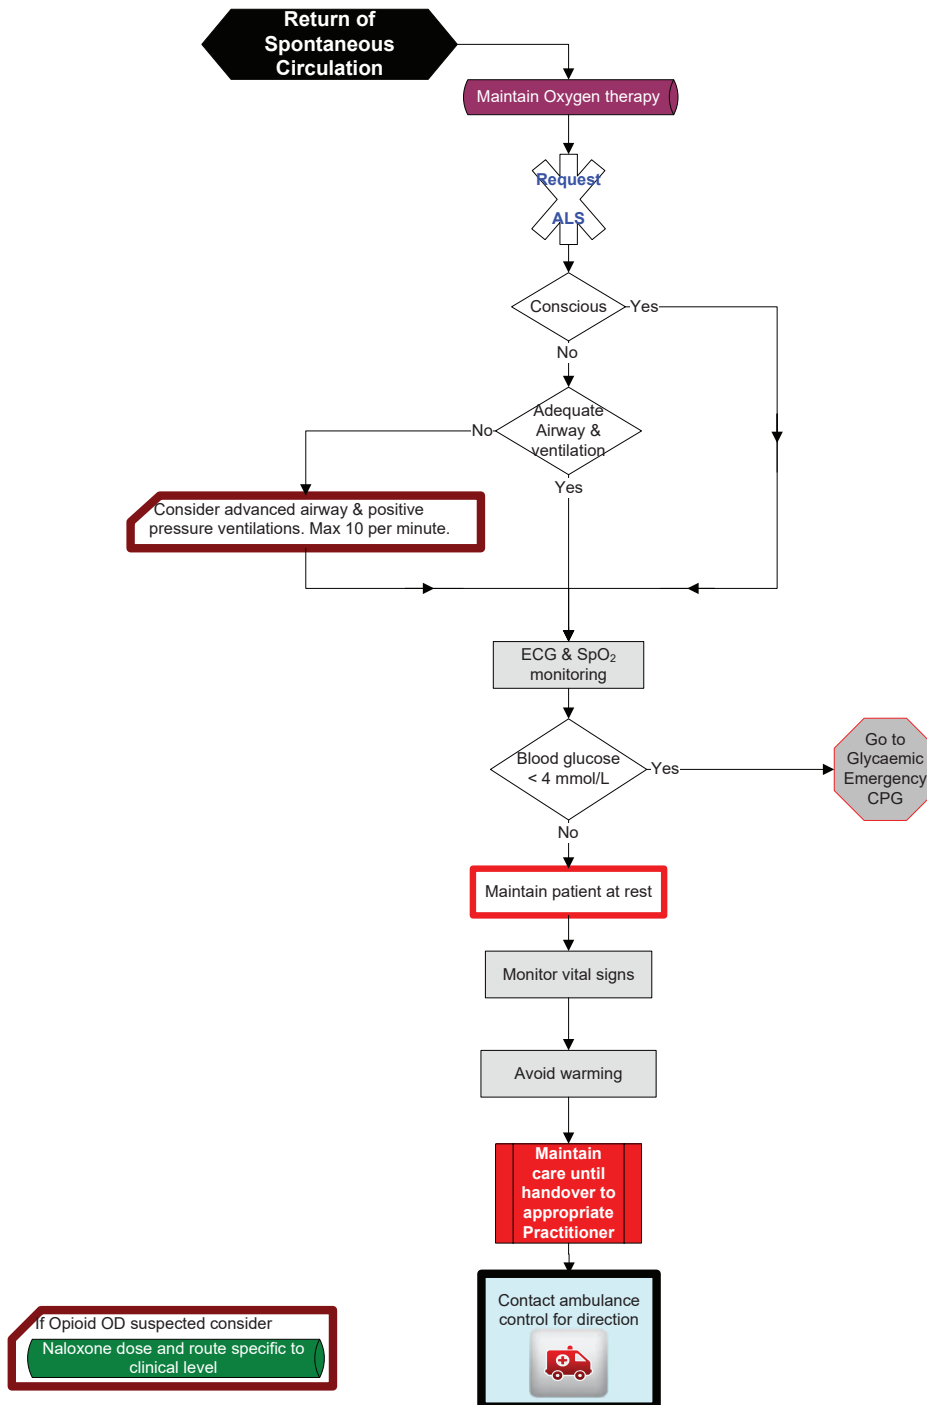 Return of
Spontaneous
Circulation
Maintain Oxygen therapy
Request
ALS
Conscious
Yes
No
Adequate
Airway &
ventilation
No
Yes
Consider advanced airway & positive
pressure ventilations. Max 10 per minute.
ECG & SpO₂
monitoring
Blood glucose
< 4 mmol/L
Yes
Go to
Glycaemic
Emergency
CPG
No
Maintain patient at rest
Monitor vital signs
Avoid warming
Maintain
care until
handover to
appropriate
Practitioner
Contact ambulance
control for direction
If Opioid OD suspected consider
Naloxone dose and route specific to
clinical level